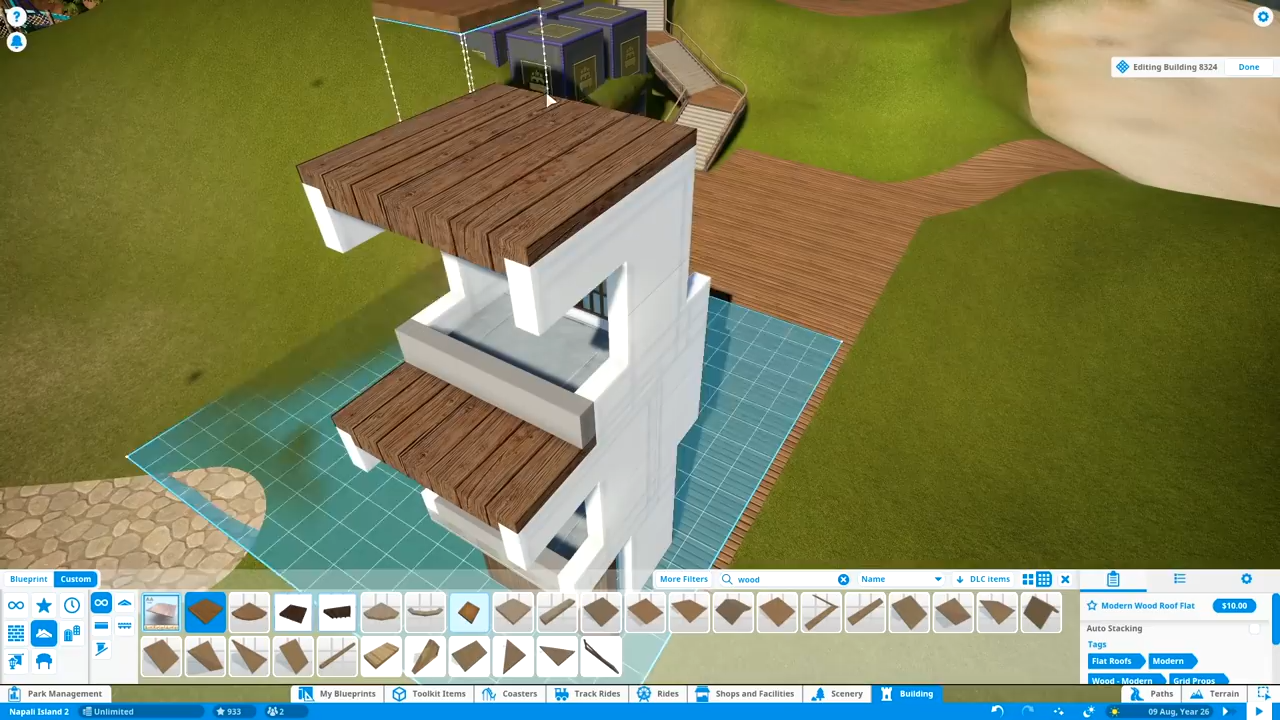 ?
Editing Building 8324 Done
Blueprint Custom
More Filters wood Name DLC items
Modern Wood Roof Flat $10.00
Auto Stacking
Tags
Flat Roofs Modern
Wood - Modern Grid Props
Park Management My Blueprints Toolkit Items Coasters Track Rides Rides Shops and Facilities Scenery Building Paths Terrain
Napali Island 2 Unlimited 933 2 09 Aug, Year 26